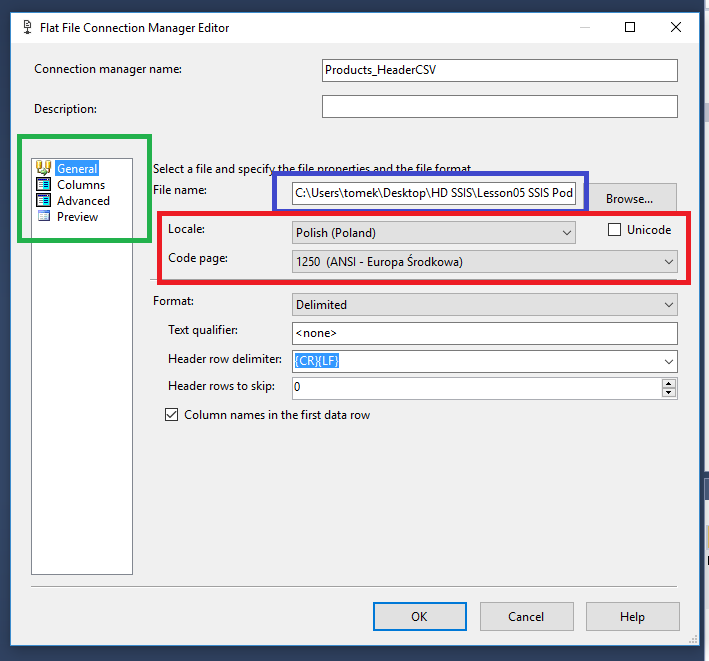 Flat File Connection Manager Editor
Connection manager name: Products_HeaderCSV
Description:
General
Columns
Advanced
Preview
Select a file and specify the file properties and the file format.
File name: C:\Users\tomek\Desktop\HD SSIS\Lesson05 SSIS Pod Browse...
Locale: Polish (Poland) Unicode
Code page: 1250 (ANSI - Europa Środkowa)
Format: Delimited
Text qualifier: <none>
Header row delimiter: {CR}{LF}
Header rows to skip: 0
Column names in the first data row
OK Cancel Help